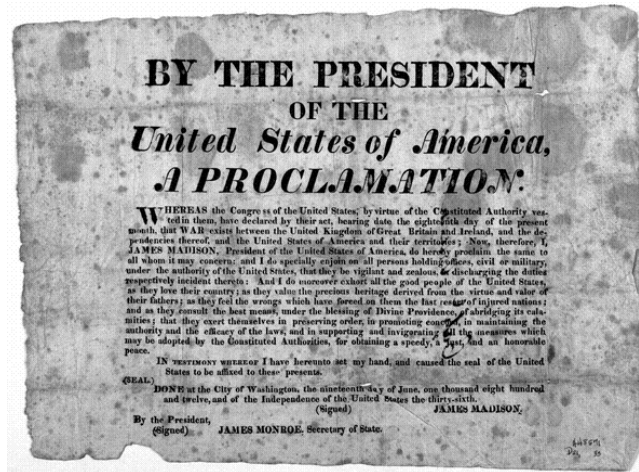 BY THE PRESIDENT
OF THE
United States of America,
A PROCLAMATION:
WHEREAS the Congress of the United States, by virtue of the Constituted Authority ves-
ted in them, have declared by their act, bearing date the eighteenth day of the present
month, that WAR exists between the United Kingdom of Great Britain and Ireland, and the de-
pendencies thereof, and the United States of America and their territories; Now, therefore, I,
JAMES MADISON, President of the United States of America, do hereby proclaim the same to
all whom it may concern: and I do specially enjoin on all persons holding offices, civil or military,
under the authority of the United States, that they be vigilant and zealous, in discharging the duties
respectively incident thereto: And I do moreover exhort all the good people of the United States,
as they love their country; as they value the precious heritage derived from the virtue and valor of
their fathers; as they feel the wrongs which have forced on them the last resort of injured nations;
and as they consult the best means, under the blessing of Divine Providence, of abridging its cala-
mities; that they exert themselves in preserving order, in promoting concord, in maintaining the
authority and the efficacy of the laws, and in supporting and invigorating all the measures which
may be adopted by the Constituted Authorities, for obtaining a speedy, a just, and an honorable
peace.
IN TESTIMONY WHEREOF I have hereunto set my hand, and caused the seal of the United
States to be affixed to these presents.
(SEAL)
DONE at the City of Washington, the nineteenth day of June, one thousand eight hundred
and twelve, and of the Independence of the United States the thirty-sixth.
(Signed) JAMES MADISON.
By the President,
(Signed) JAMES MONROE, Secretary of State.